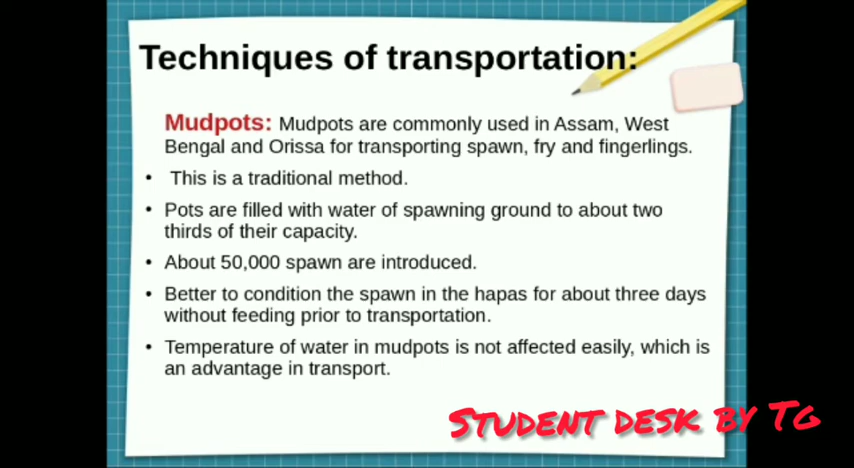 Techniques of transportation:
Mudpots: Mudpots are commonly used in Assam, West
Bengal and Orissa for transporting spawn, fry and fingerlings.
• This is a traditional method.
• Pots are filled with water of spawning ground to about two
thirds of their capacity.
• About 50,000 spawn are introduced.
• Better to condition the spawn in the hapas for about three days
without feeding prior to transportation.
• Temperature of water in mudpots is not affected easily, which is
an advantage in transport.
Student desk by Tg